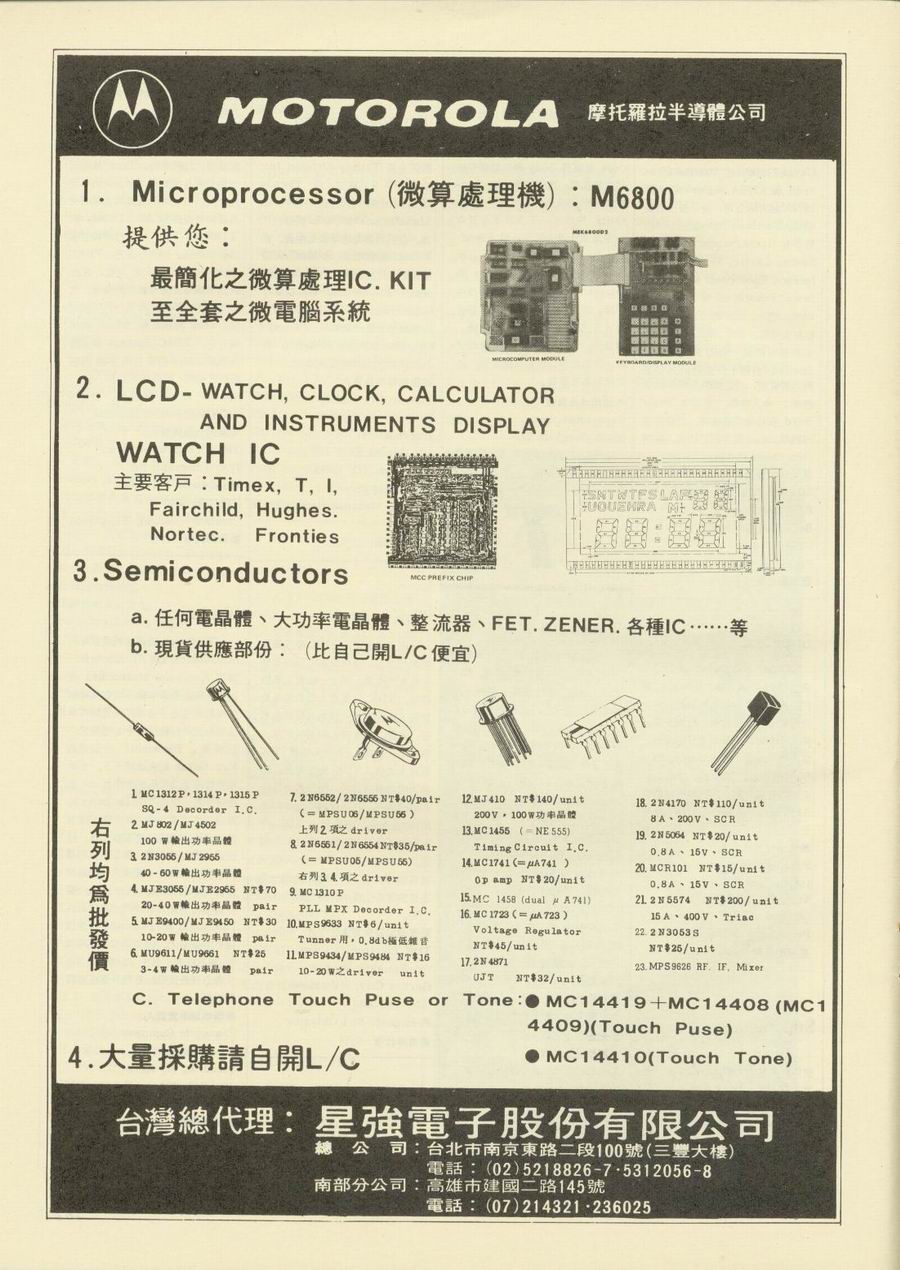 MOTOROLA 摩托羅拉半導體公司
1. Microprocessor (微算處理機):M6800
提供您:
最簡化之微算處理IC. KIT
至全套之微電腦系統
MEK6800D2
MICROCOMPUTER MODULE
KEYBOARD/DISPLAY MODULE
2. LCD- WATCH, CLOCK, CALCULATOR
AND INSTRUMENTS DISPLAY
WATCH IC
主要客戸:Timex, T, I,
Fairchild, Hughes.
Nortec. Fronties
MCC PREFIX CHIP
3.Semiconductors
a. 任何電晶體、大功率電晶體、整流器、FET. ZENER. 各種IC……等
b. 現貨供應部份: (比自己開L/C便宜)
右列均爲批發價
1. MC1312P,1314P,1315P
SQ-4 Decorder I.C.
2. MJ802/MJ4502
100 W輸出功率晶體
3. 2N3055/MJ2955
40-60W輸出功率晶體
4. MJE3055/MJE2955 NT$70
20-40W輸出功率晶體 pair
5. MJE9400/MJE9450 NT$30
10-20W輸出功率晶體 pair
6. MU9611/MU9661 NT$25
3-4W輸出功率晶體 pair
7. 2N6552/2N6555 NT$40/pair
(=MPSU06/MPSU56)
上列2.項之driver
8. 2N6551/2N6554 NT$35/pair
(=MPSU05/MPSU55)
右列3.4.項之driver
9. MC1310P
PLL MPX Decorder I.C.
10.MPS9633 NT$6/unit
Tunner用,0.8db極低雜音
11.MPS9434/MPS9484 NT$16
10-20W之driver unit
12.MJ410 NT$140/unit
200V,100W功率晶體
13.MC1455 (=NE555)
Timing Circuit I.C.
14.MC1741(=μA741 )
Op amp NT$20/unit
15.MC 1458 (dual μA741)
16.MC1723(=μA723)
Voltage Regulator
NT$45/unit
17.2N4871
UJT NT$32/unit
18. 2N4170 NT$110/unit
8A、200V、SCR
19. 2N5064 NT$20/unit
0.8A、15V、SCR
20. MCR101 NT$15/unit
0.8A、15V、SCR
21. 2N5574 NT$200/unit
15A、400V、Triac
22. 2N3053S
NT$25/unit
23.MPS9626 RF. IF, Mixer
C. Telephone Touch Puse or Tone:● MC14419+MC14408(MC1
4409)(Touch Puse)
● MC14410(Touch Tone)
4.大量採購請自開L/C
台灣總代理:星強電子股份有限公司
總公司:台北市南京東路二段100號(三豐大樓)
電話:(02)5218826-7·5312056-8
南部分公司:高雄市建國二路145號
電話:(07)214321·236025